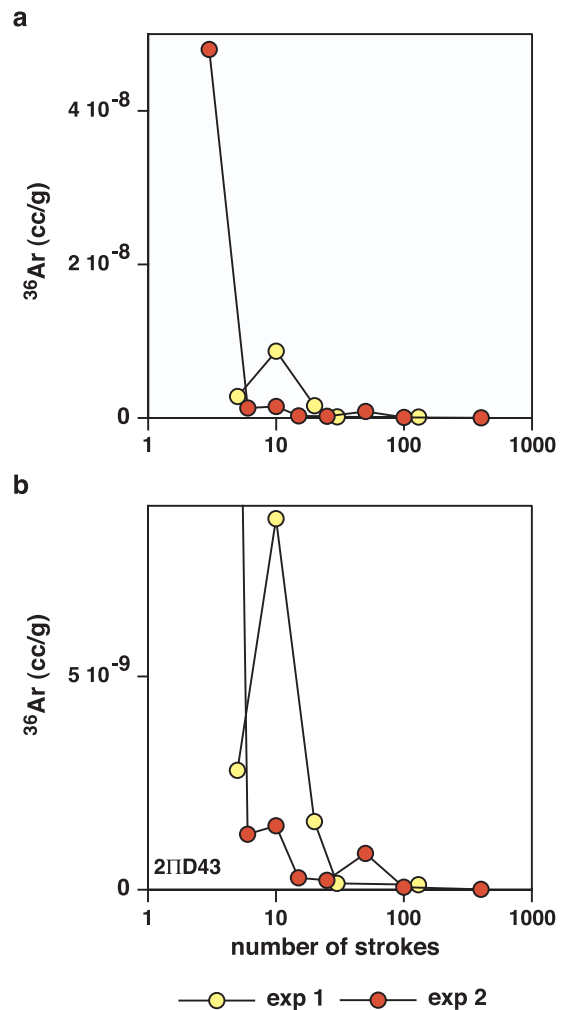 a
4 10⁻⁸
2 10⁻⁸
0
³⁶Ar (cc/g)
1 10 100 1000
b
5 10⁻⁹
0
³⁶Ar (cc/g)
2ΠD43
1 10 100 1000
number of strokes
exp 1 exp 2